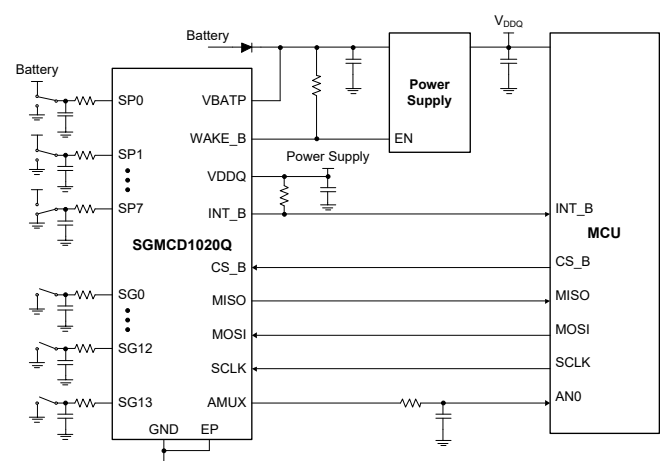 Battery
V_DDQ
Battery
Power
Supply
SP0
VBATP
WAKE_B
EN
SP1
Power Supply
VDDQ
SP7
INT_B
INT_B
SGMCD1020Q
MCU
CS_B
CS_B
SG0
MISO
MISO
MOSI
MOSI
SG12
SCLK
SCLK
SG13
AMUX
AN0
GND
EP